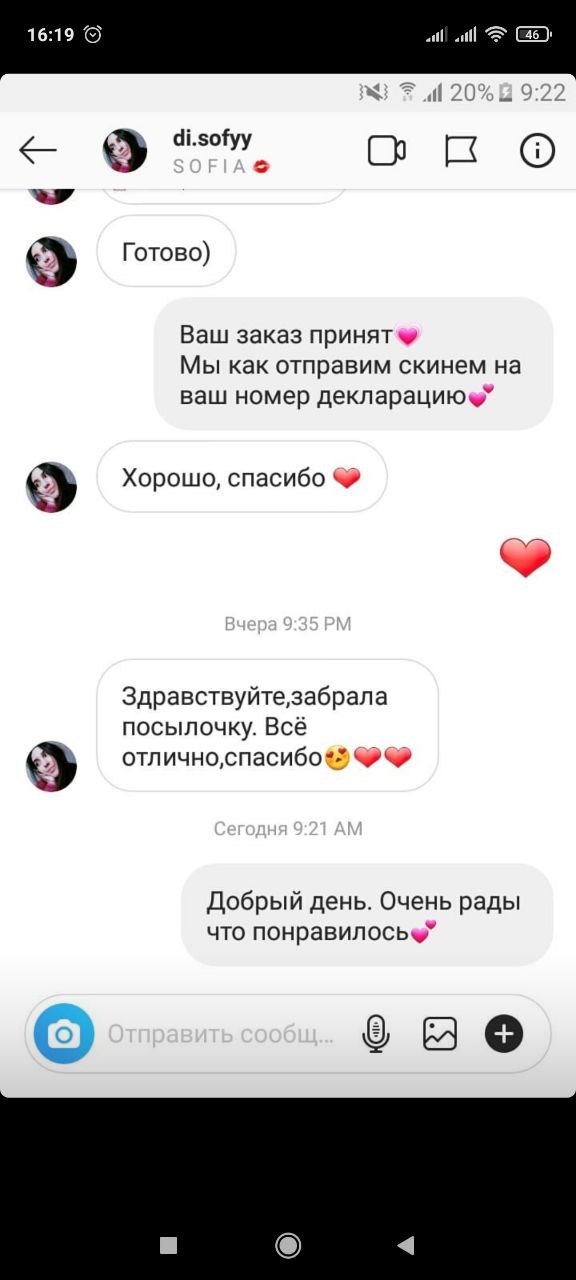 16:19
46
20% 9:22
di.sofyy
SOFIA💋
Готово)
Ваш заказ принят💗
Мы как отправим скинем на
ваш номер декларацию💕
Хорошо, спасибо ❤️
❤️
Вчера 9:35 PM
Здравствуйте,забрала
посылочку. Всё
отлично,спасибо😍❤️❤️
Сегодня 9:21 AM
Добрый день. Очень рады
что понравилось💕
Отправить сообщ...